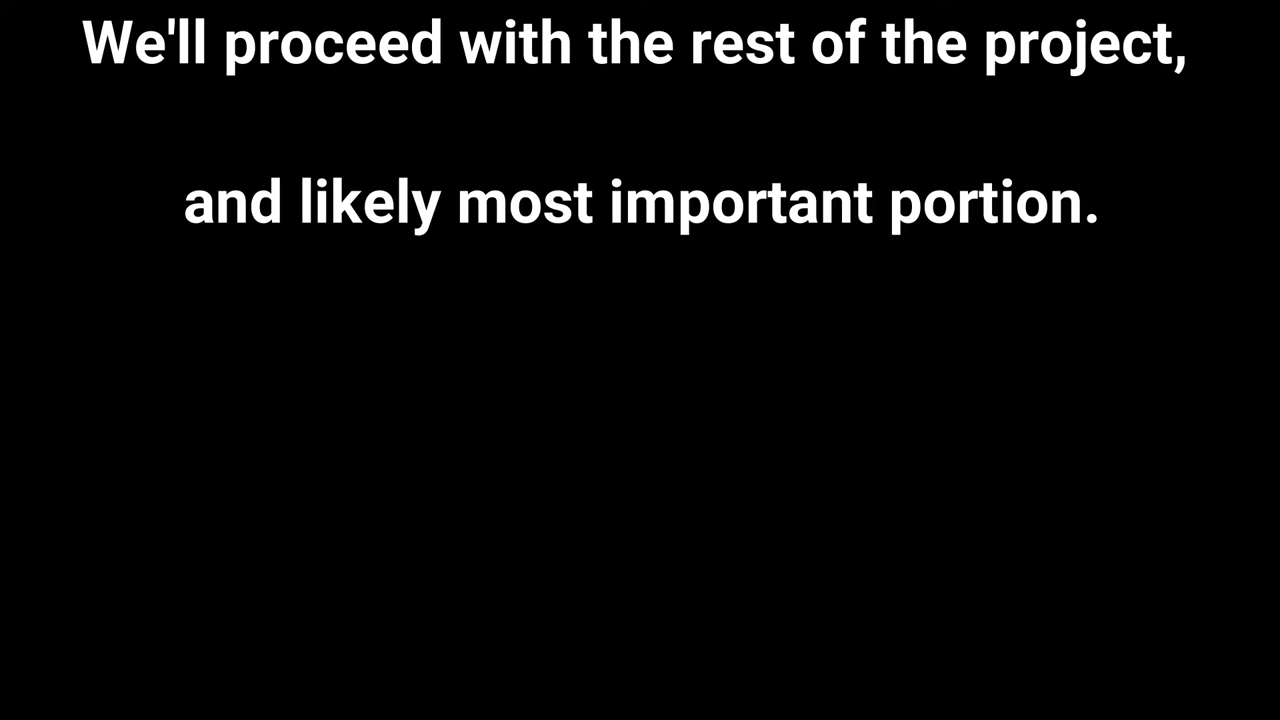 We'll proceed with the rest of the project,
and likely most important portion.